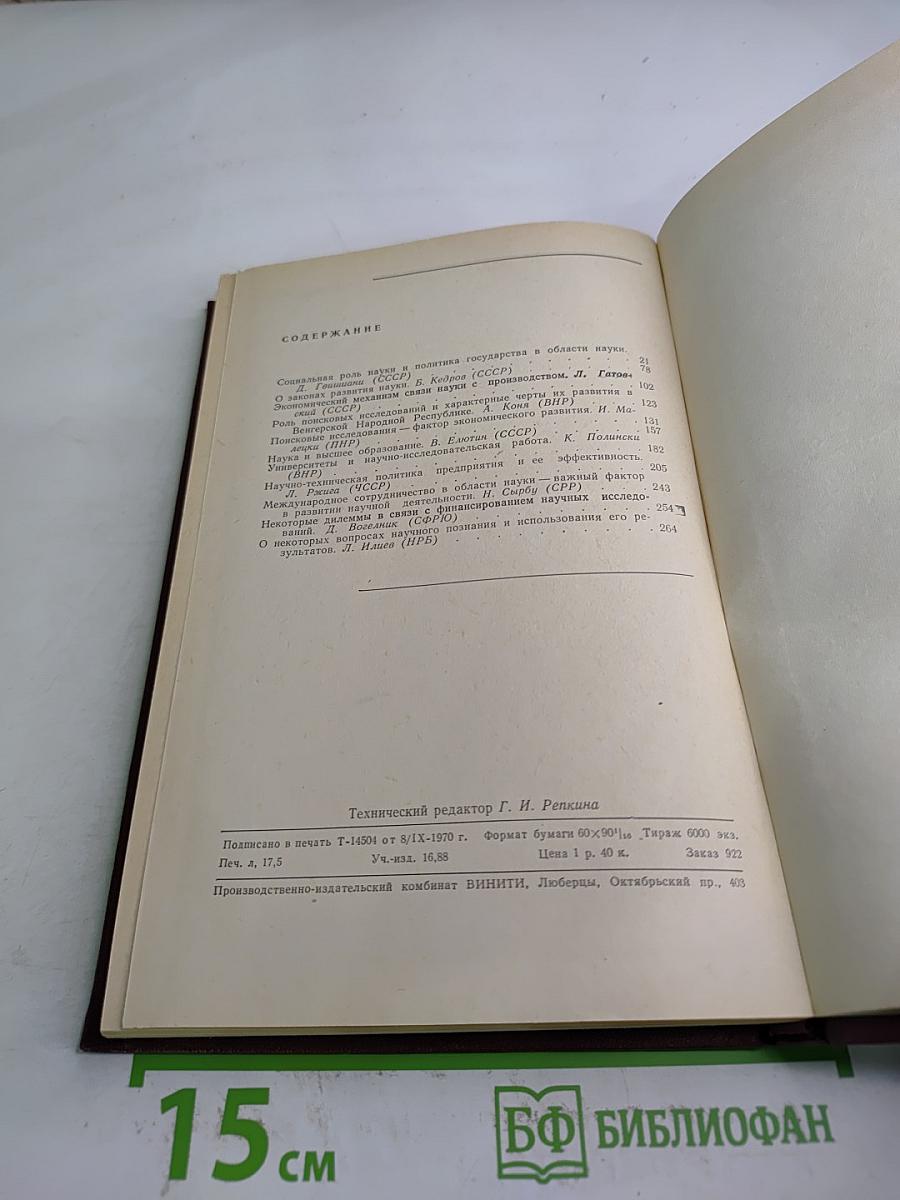 СОДЕРЖАНИЕ
Социальная роль науки и политика государства в области науки.
Д. Гвишиани (СССР) . . . . . . . . . . . 21
О законах развития науки. Б. Кедров (СССР) . . . . . . 78
Экономический механизм связи науки с производством. Л. Гатов-
ский (СССР) . . . . . . . . . . . . . 102
Роль поисковых исследований и характерные черты их развития в
Венгерской Народной Республике. А. Коня (ВНР) . . . . 123
Поисковые исследования — фактор экономического развития. И. Ма-
лецки (ПНР) . . . . . . . . . . . . . 131
Наука и высшее образование. В. Елютин (СССР) . . . . . 157
Университеты и научно-исследовательская работа. К. Полински
(ВНР) . . . . . . . . . . . . . . . 182
Научно-техническая политика предприятия и ее эффективность.
Л. Ржига (ЧССР) . . . . . . . . . . . . 205
Международное сотрудничество в области науки — важный фактор
в развитии научной деятельности. Н. Сырбу (СРР) . . . . 243
Некоторые дилеммы в связи с финансированием научных исследо-
ваний. Д. Вогелник (СФРЮ) . . . . . . . . . 254
О некоторых вопросах научного познания и использования его ре-
зультатов. Л. Илиев (НРБ) . . . . . . . . . . 264
Технический редактор Г. И. Репкина
Подписано в печать Т-14504 от 8/IX-1970 г. Формат бумаги 60×90¹|₁₆ Тираж 6000 экз.
Печ. л, 17,5 Уч.-изд. 16,88 Цена 1 р. 40 к. Заказ 922
Производственно-издательский комбинат ВИНИТИ, Люберцы, Октябрьский пр., 403
15 см БФ БИБЛИОФАН